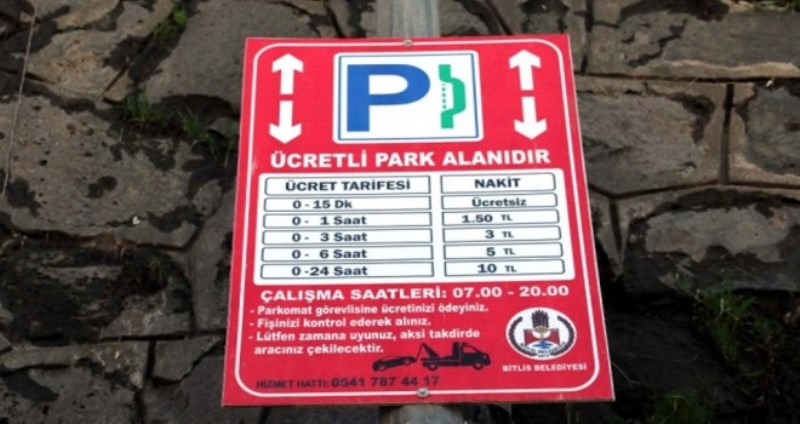 P
ÜCRETLİ PARK ALANIDIR
ÜCRET TARİFESİ NAKİT
0 - 15 Dk Ücretsiz
0 - 1 Saat 1.50 TL
0 - 3 Saat 3 TL
0 - 6 Saat 5 TL
0 -24 Saat 10 TL
ÇALIŞMA SAATLERİ: 07.00 - 20.00
- Parkomat görevlisine ücretinizi ödeyiniz.
- Fişinizi kontrol ederek alınız.
- Lütfen zamana uyunuz, aksi takdirde
aracınız çekilecektir.
BİTLİS BELEDİYESİ
HİZMET HATTI: 0541 787 44 17